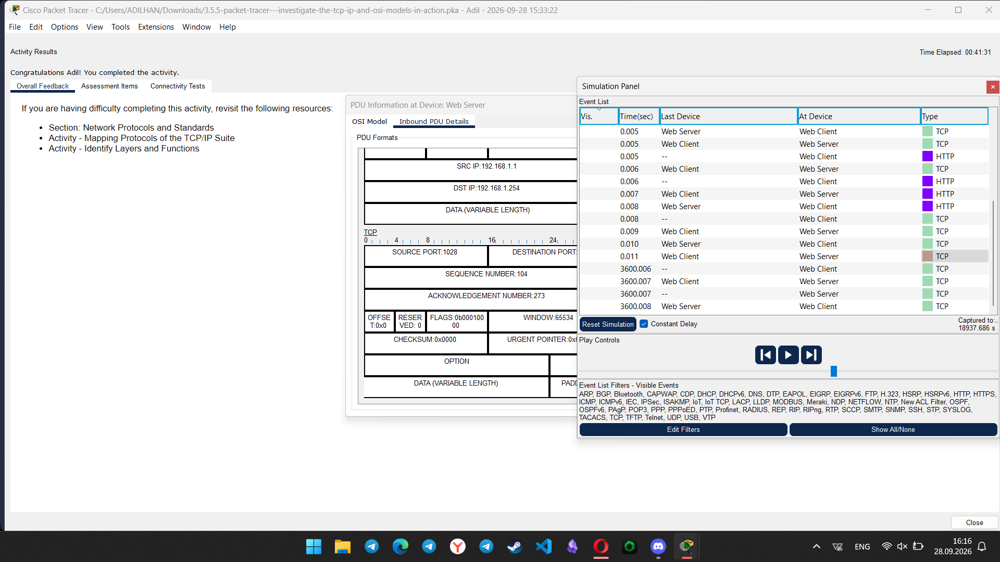 Cisco Packet Tracer - C:/Users/ADILHAN/Downloads/3.5.5-packet-tracer---investigate-the-tcp-ip-and-osi-models-in-action.pka - Adil - 2026-09-28 15:33:22
File Edit Options View Tools Extensions Window Help
Activity Results
Time Elapsed: 00:41:31
Congratulations Adil! You completed the activity.
Overall Feedback Assessment Items Connectivity Tests
If you are having difficulty completing this activity, revisit the following resources:
• Section: Network Protocols and Standards
• Activity - Mapping Protocols of the TCP/IP Suite
• Activity - Identify Layers and Functions
PDU Information at Device: Web Server
OSI Model Inbound PDU Details
PDU Formats
SRC IP:192.168.1.1
DST IP:192.168.1.254
DATA (VARIABLE LENGTH)
TCP
0 4 8 16 24
SOURCE PORT:1028 DESTINATION PORT:
SEQUENCE NUMBER:104
ACKNOWLEDGEMENT NUMBER:273
OFFSE RESER FLAGS:0b000100 WINDOW:65534
T:0x0 VED: 0 00
CHECKSUM:0x0000 URGENT POINTER:0x
OPTION
DATA (VARIABLE LENGTH) PADD
Simulation Panel
Event List
Vis. Time(sec) Last Device At Device Type
0.005 Web Server Web Client TCP
0.005 Web Client Web Server TCP
0.005 -- Web Client HTTP
0.006 Web Client Web Server TCP
0.006 -- Web Client HTTP
0.007 Web Client Web Server HTTP
0.008 Web Server Web Client HTTP
0.008 -- Web Client TCP
0.009 Web Client Web Server TCP
0.010 Web Server Web Client TCP
0.011 Web Client Web Server TCP
3600.006 -- Web Client TCP
3600.007 Web Client Web Server TCP
3600.007 -- Web Server TCP
3600.008 Web Server Web Client TCP
Reset Simulation Constant Delay
Captured to:
18937.686 s
Play Controls
Event List Filters - Visible Events
ARP, BGP, Bluetooth, CAPWAP, CDP, DHCP, DHCPv6, DNS, DTP, EAPOL, EIGRP, EIGRPv6, FTP, H.323, HSRP, HSRPv6, HTTP, HTTPS,
ICMP, ICMPv6, IEC, IPSec, ISAKMP, IoT, IoT TCP, LACP, LLDP, MODBUS, Meraki, NDP, NETFLOW, NTP, New ACL Filter, OSPF,
OSPFv6, PAgP, POP3, PPP, PPPoED, PTP, Profinet, RADIUS, REP, RIP, RIPng, RTP, SCCP, SMTP, SNMP, SSH, STP, SYSLOG,
TACACS, TCP, TFTP, Telnet, UDP, USB, VTP
Edit Filters Show All/None
Close
ENG
16:16
28.09.2026